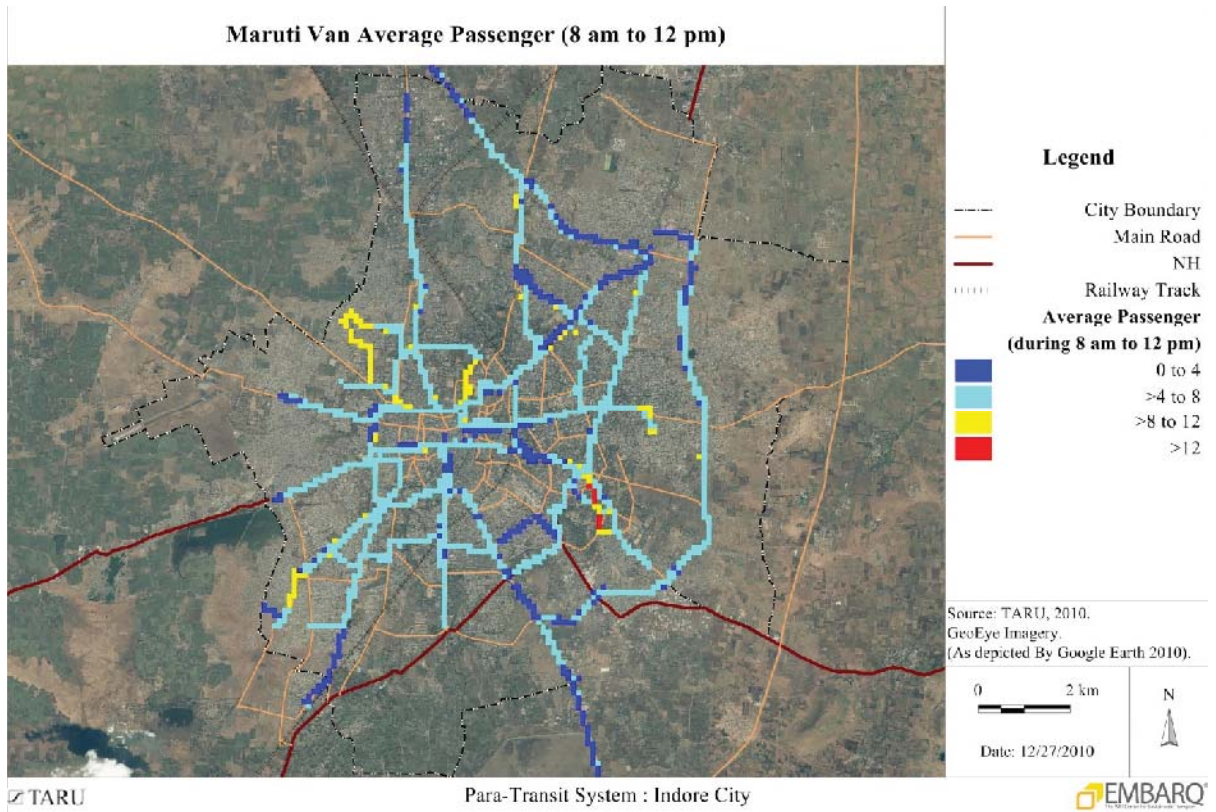 Maruti Van Average Passenger (8 am to 12 pm)
Legend
City Boundary
Main Road
NH
Railway Track
Average Passenger
(during 8 am to 12 pm)
0 to 4
>4 to 8
>8 to 12
>12
Source: TARU, 2010.
GeoEye Imagery.
(As depicted By Google Earth 2010).
0 2 km
N
Date: 12/27/2010
TARU
Para-Transit System : Indore City
EMBARQ